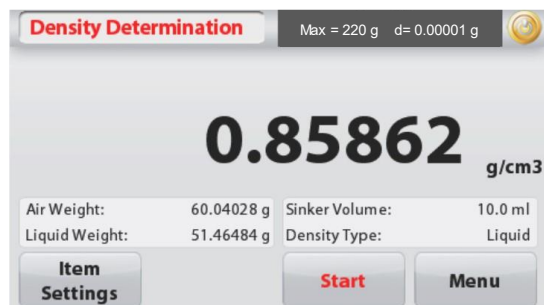 Density Determination Max = 220 g d= 0.00001 g
0.85862 g/cm3
Air Weight: 60.04028 g Sinker Volume: 10.0 ml
Liquid Weight: 51.46484 g Density Type: Liquid
Item Settings Start Menu